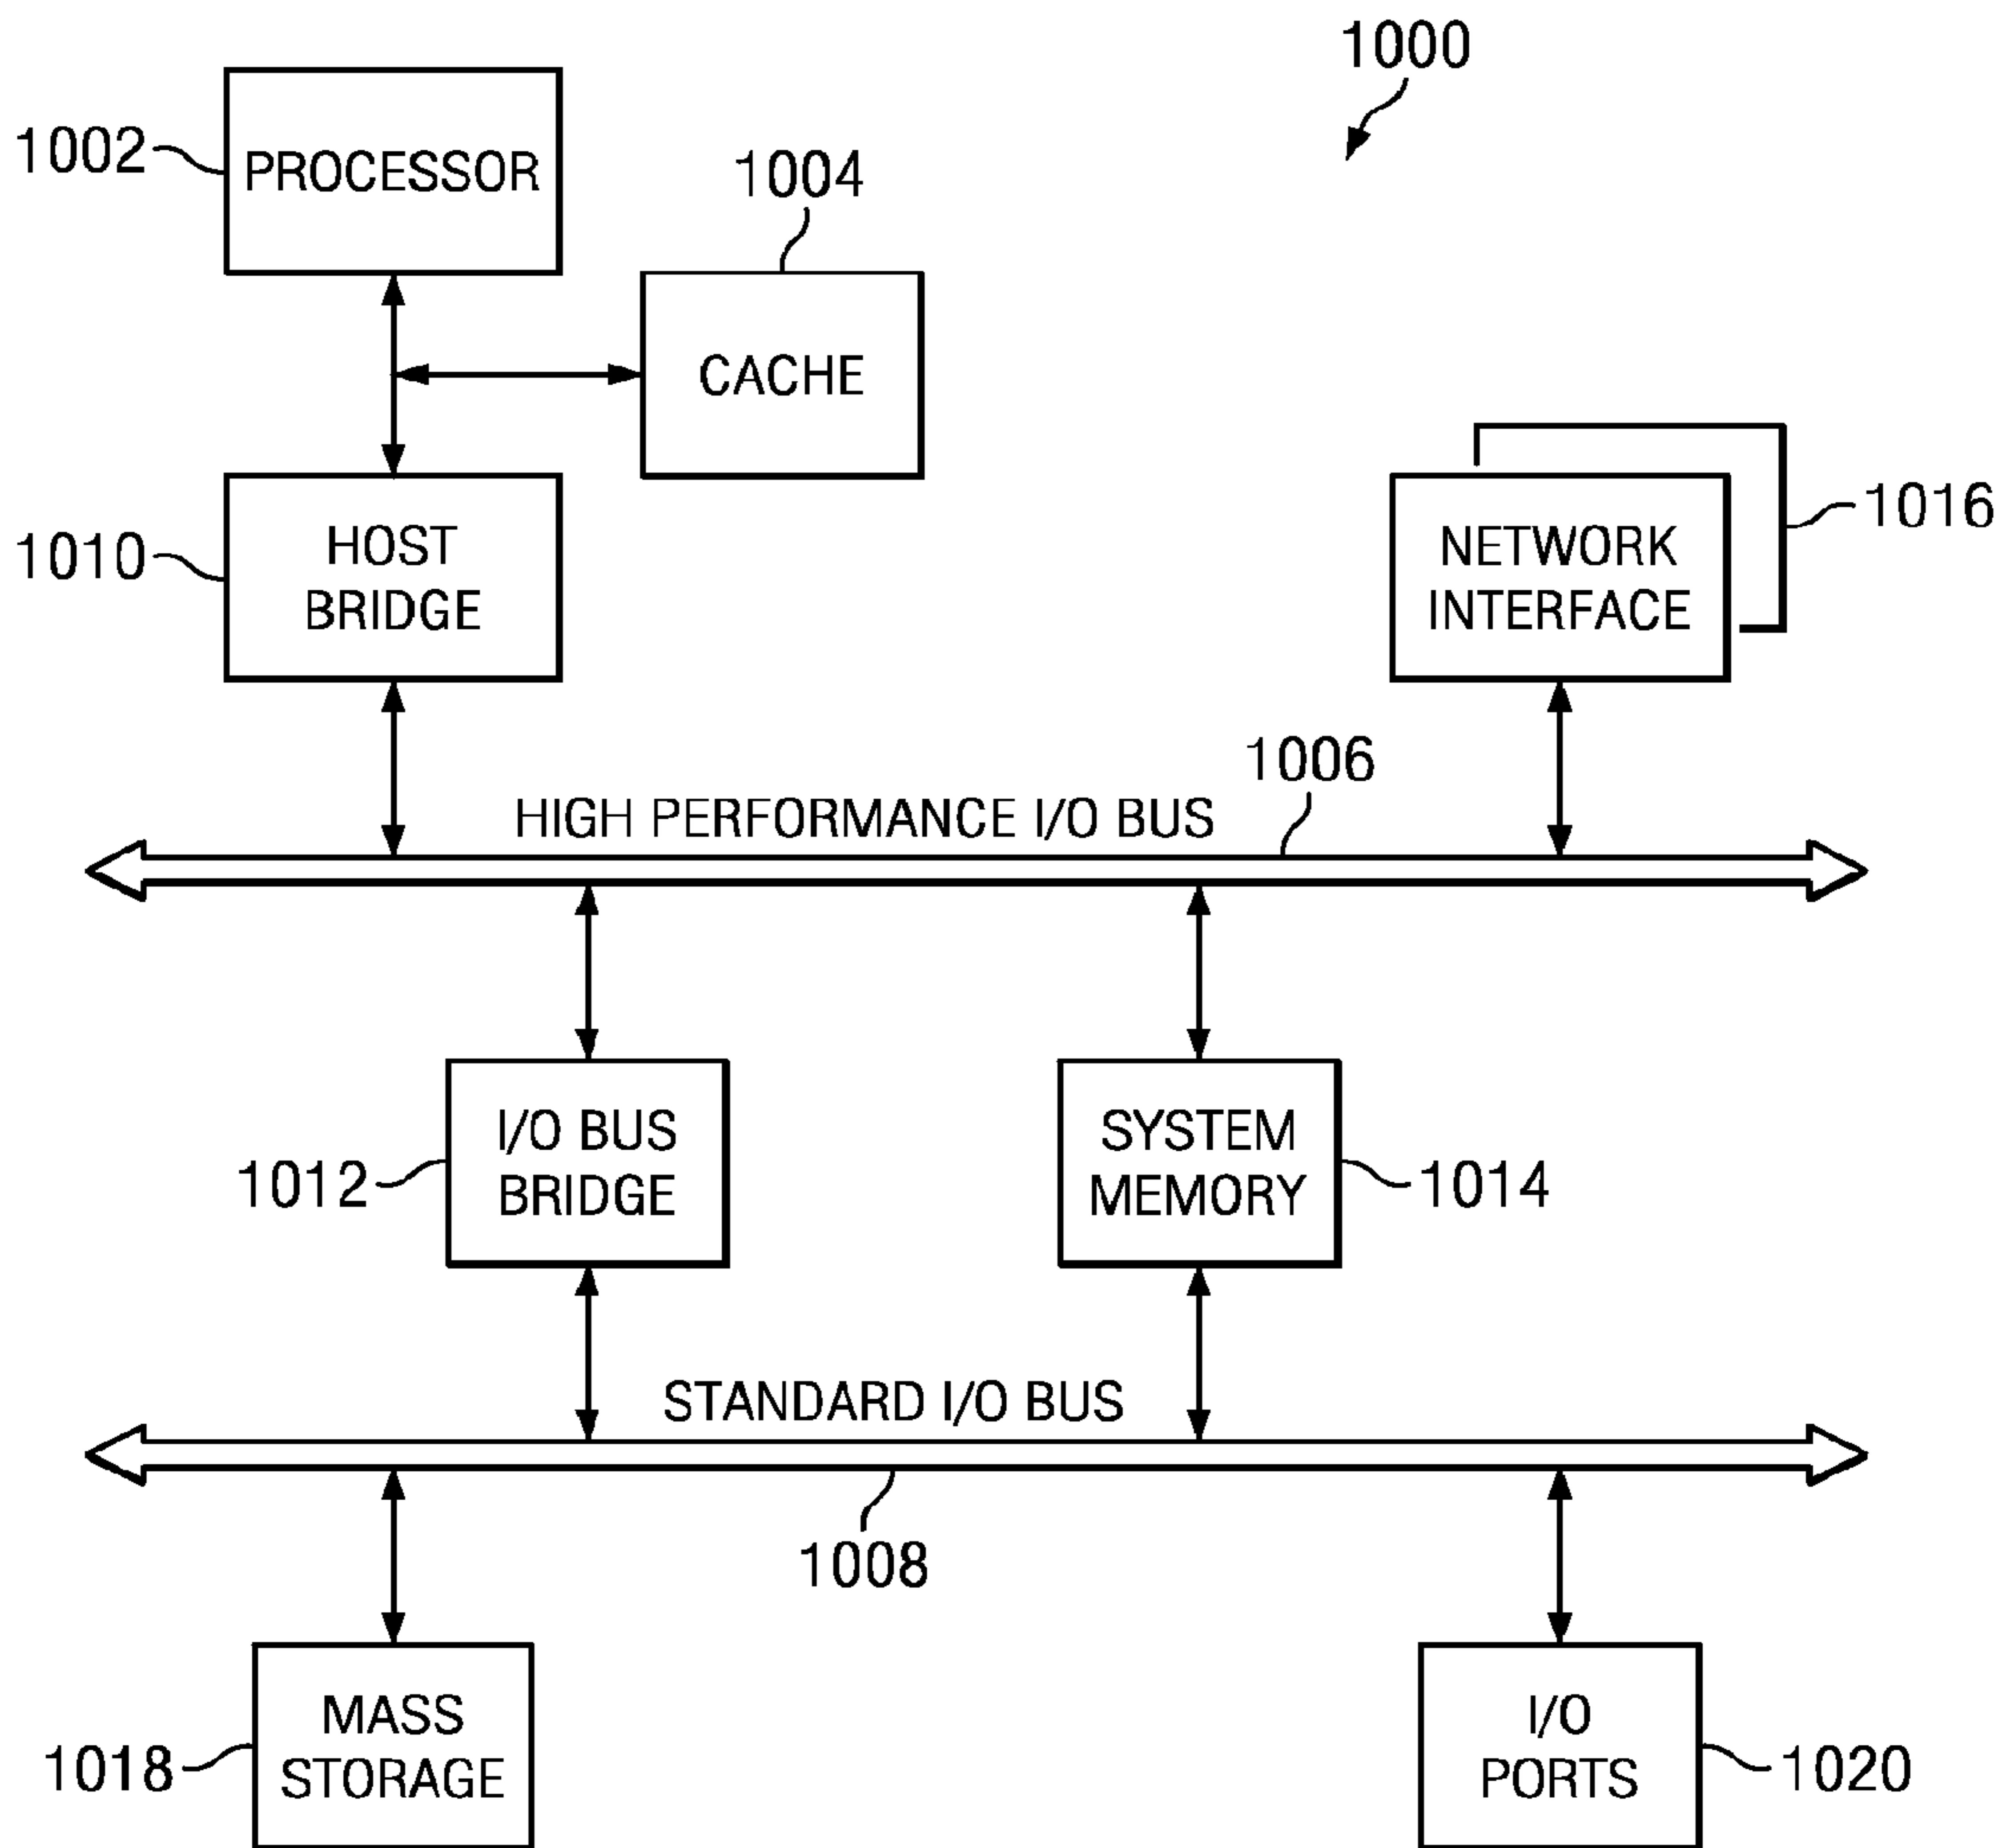 1000
1002
PROCESSOR
1004
CACHE
1010
HOST
BRIDGE
NETWORK
INTERFACE
1016
1006
HIGH PERFORMANCE I/O BUS
I/O BUS
BRIDGE
1012
SYSTEM
MEMORY
1014
STANDARD I/O BUS
1008
MASS
STORAGE
1018
I/O
PORTS
1020